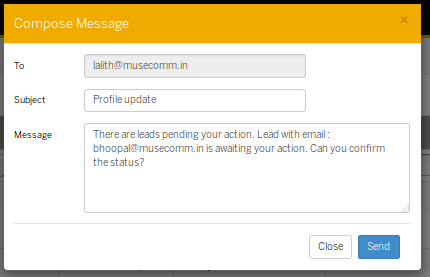 Compose Message
×
To
lalith@musecomm.in
Subject
Profile update
Message
There are leads pending your action. Lead with email :
bhoopal@musecomm.in is awaiting your action. Can you confirm
the status?
Close
Send